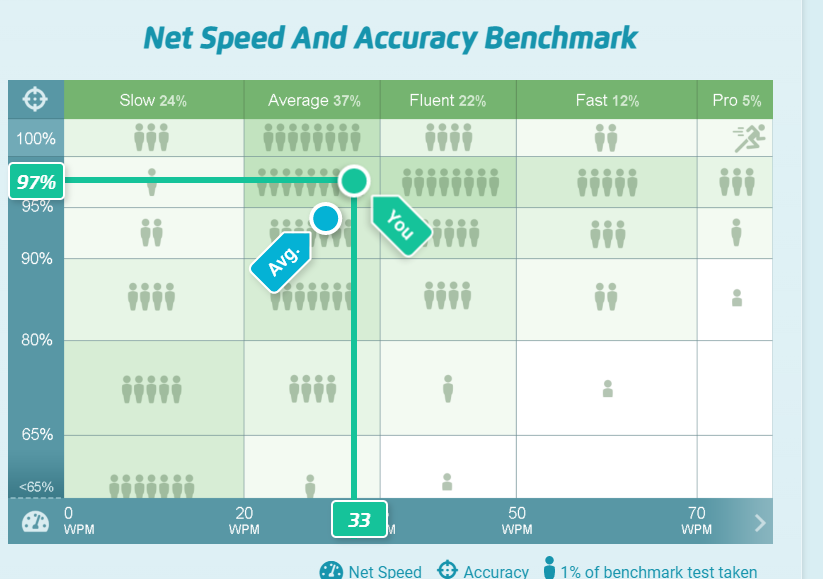 Net Speed And Accuracy Benchmark
Slow 24% Average 37% Fluent 22% Fast 12% Pro 5%
100%
97%
95%
You
Avg.
90%
80%
65%
<65%
0 20 33 50 70
WPM WPM M WPM WPM
Net Speed Accuracy 1% of benchmark test taken